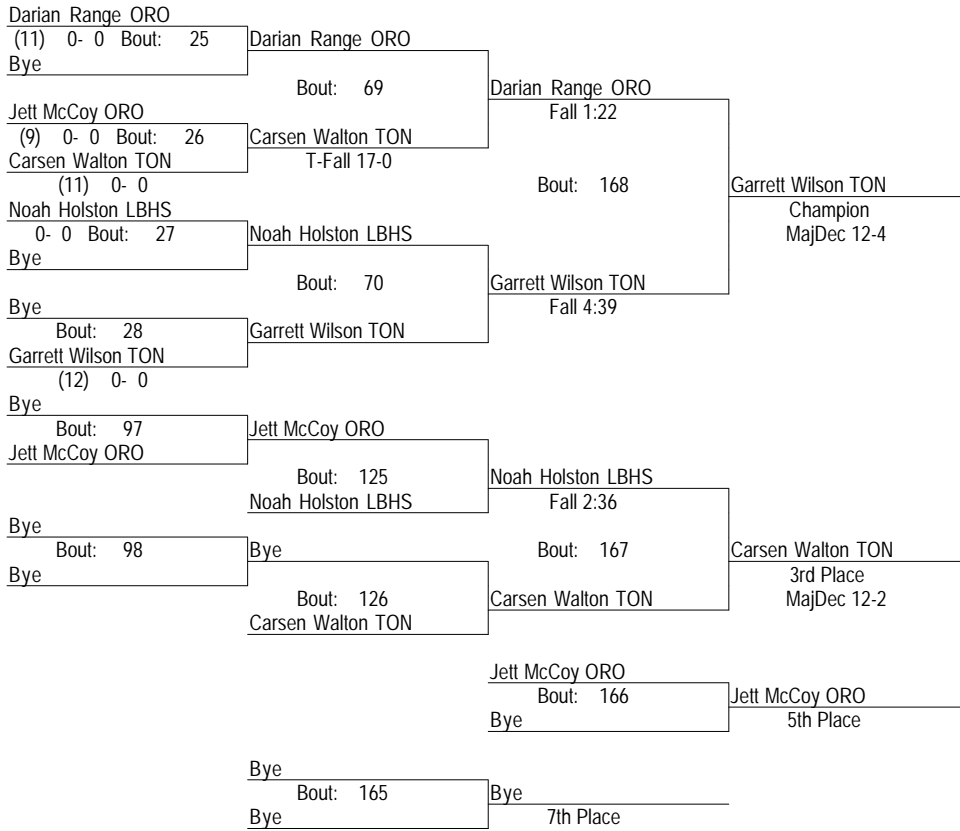 Darian Range ORO
(11) 0- 0 Bout: 25
Darian Range ORO
Bye
Bout: 69
Darian Range ORO
Jett McCoy ORO
Fall 1:22
(9) 0- 0 Bout: 26
Carsen Walton TON
Carsen Walton TON
T-Fall 17-0
(11) 0- 0
Bout: 168
Garrett Wilson TON
Noah Holston LBHS
Champion
0- 0 Bout: 27
Noah Holston LBHS
MajDec 12-4
Bye
Bout: 70
Garrett Wilson TON
Bye
Fall 4:39
Bout: 28
Garrett Wilson TON
Garrett Wilson TON
(12) 0- 0
Bye
Bout: 97
Jett McCoy ORO
Jett McCoy ORO
Bout: 125
Noah Holston LBHS
Noah Holston LBHS
Fall 2:36
Bye
Bout: 98
Bye
Bout: 167
Carsen Walton TON
Bye
3rd Place
Bout: 126
Carsen Walton TON
MajDec 12-2
Carsen Walton TON
Jett McCoy ORO
Bout: 166
Jett McCoy ORO
Bye
5th Place
Bye
Bout: 165
Bye
Bye
7th Place